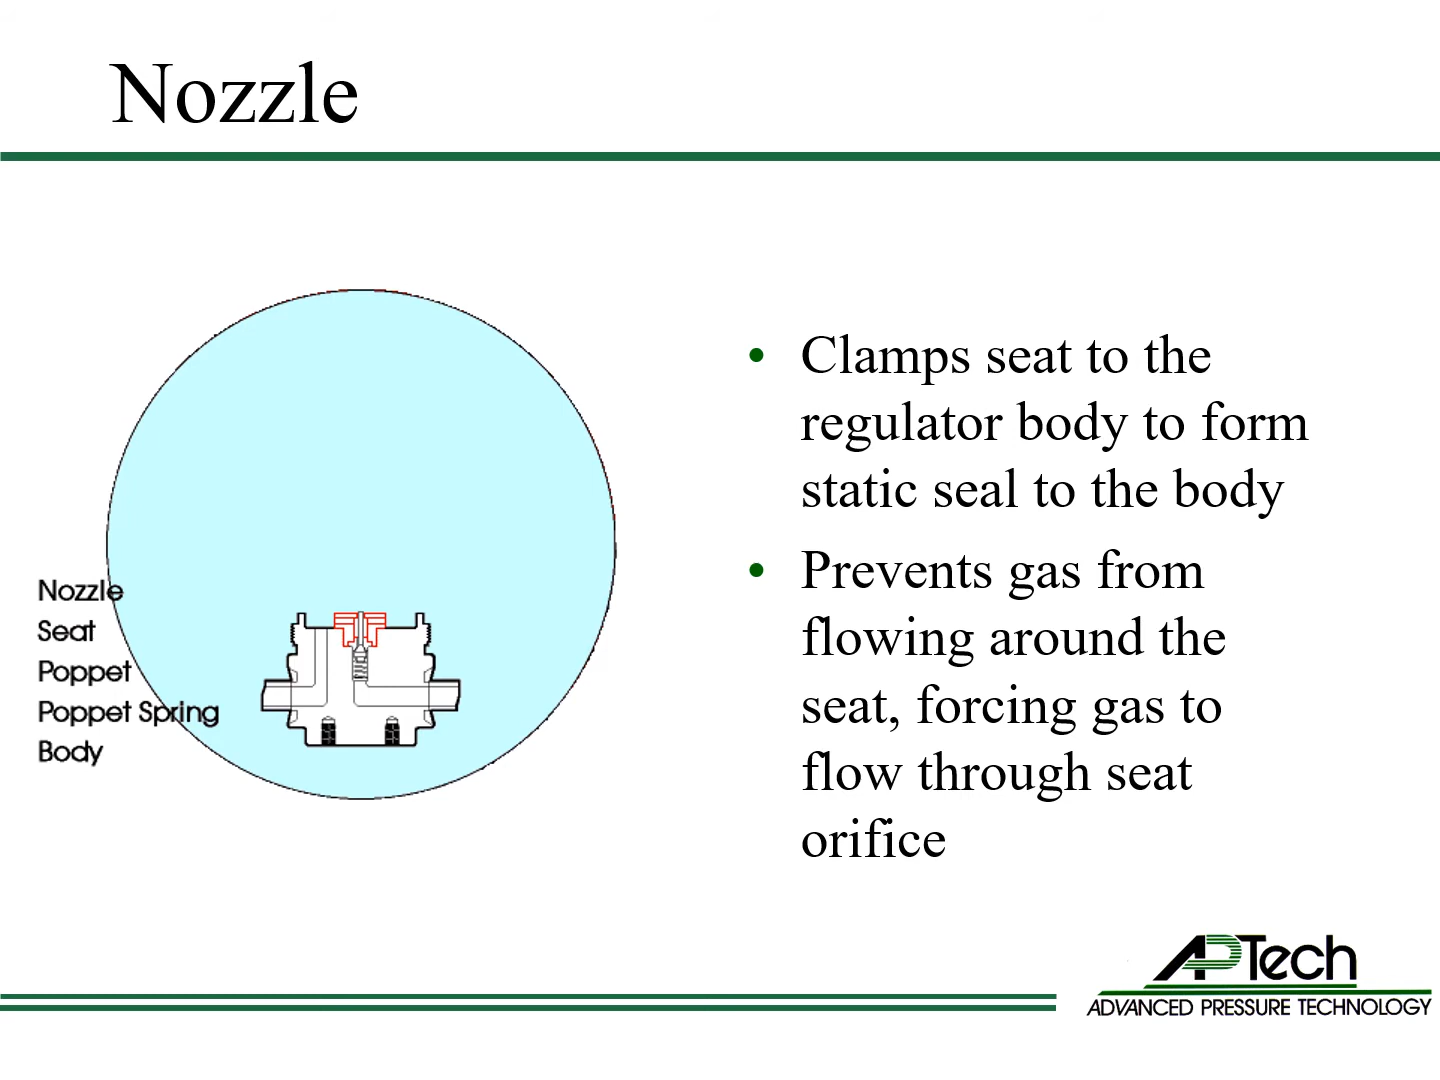 Nozzle
• Clamps seat to the
regulator body to form
static seal to the body
• Prevents gas from
flowing around the
seat, forcing gas to
flow through seat
orifice
Nozzle
Seat
Poppet
Poppet Spring
Body
APTech
ADVANCED PRESSURE TECHNOLOGY